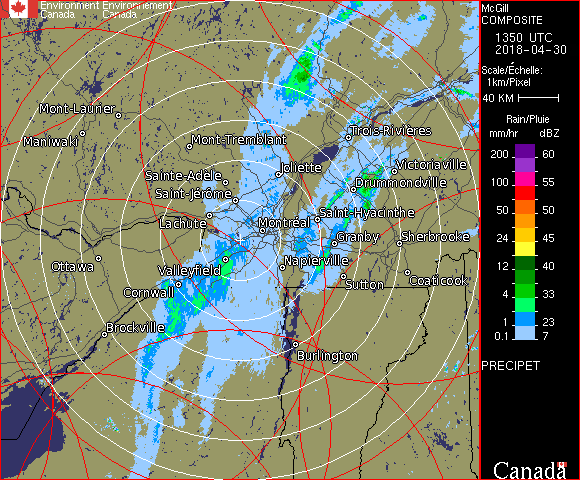 Environment Environnement
Canada Canada
McGill
COMPOSITE
1350 UTC
2018-04-30
Scale/Échelle:
1km/Pixel
40 KM
Rain/Pluie
mm/hr dBZ
200 60
100 55
50 50
24 45
12 40
4 33
1 23
0.1 7
PRECIPET
Mont-Laurier
Maniwaki
Mont-Tremblant
Trois-Rivières
Joliette
Victoriaville
Sainte-Adèle
Drummondville
Saint-Jérôme
Saint-Hyacinthe
Lachute
Montréal
Granby
Sherbrooke
Ottawa
Valleyfield
Napierville
Cornwall
Sutton
Coaticook
Brockville
Burlington
Canada